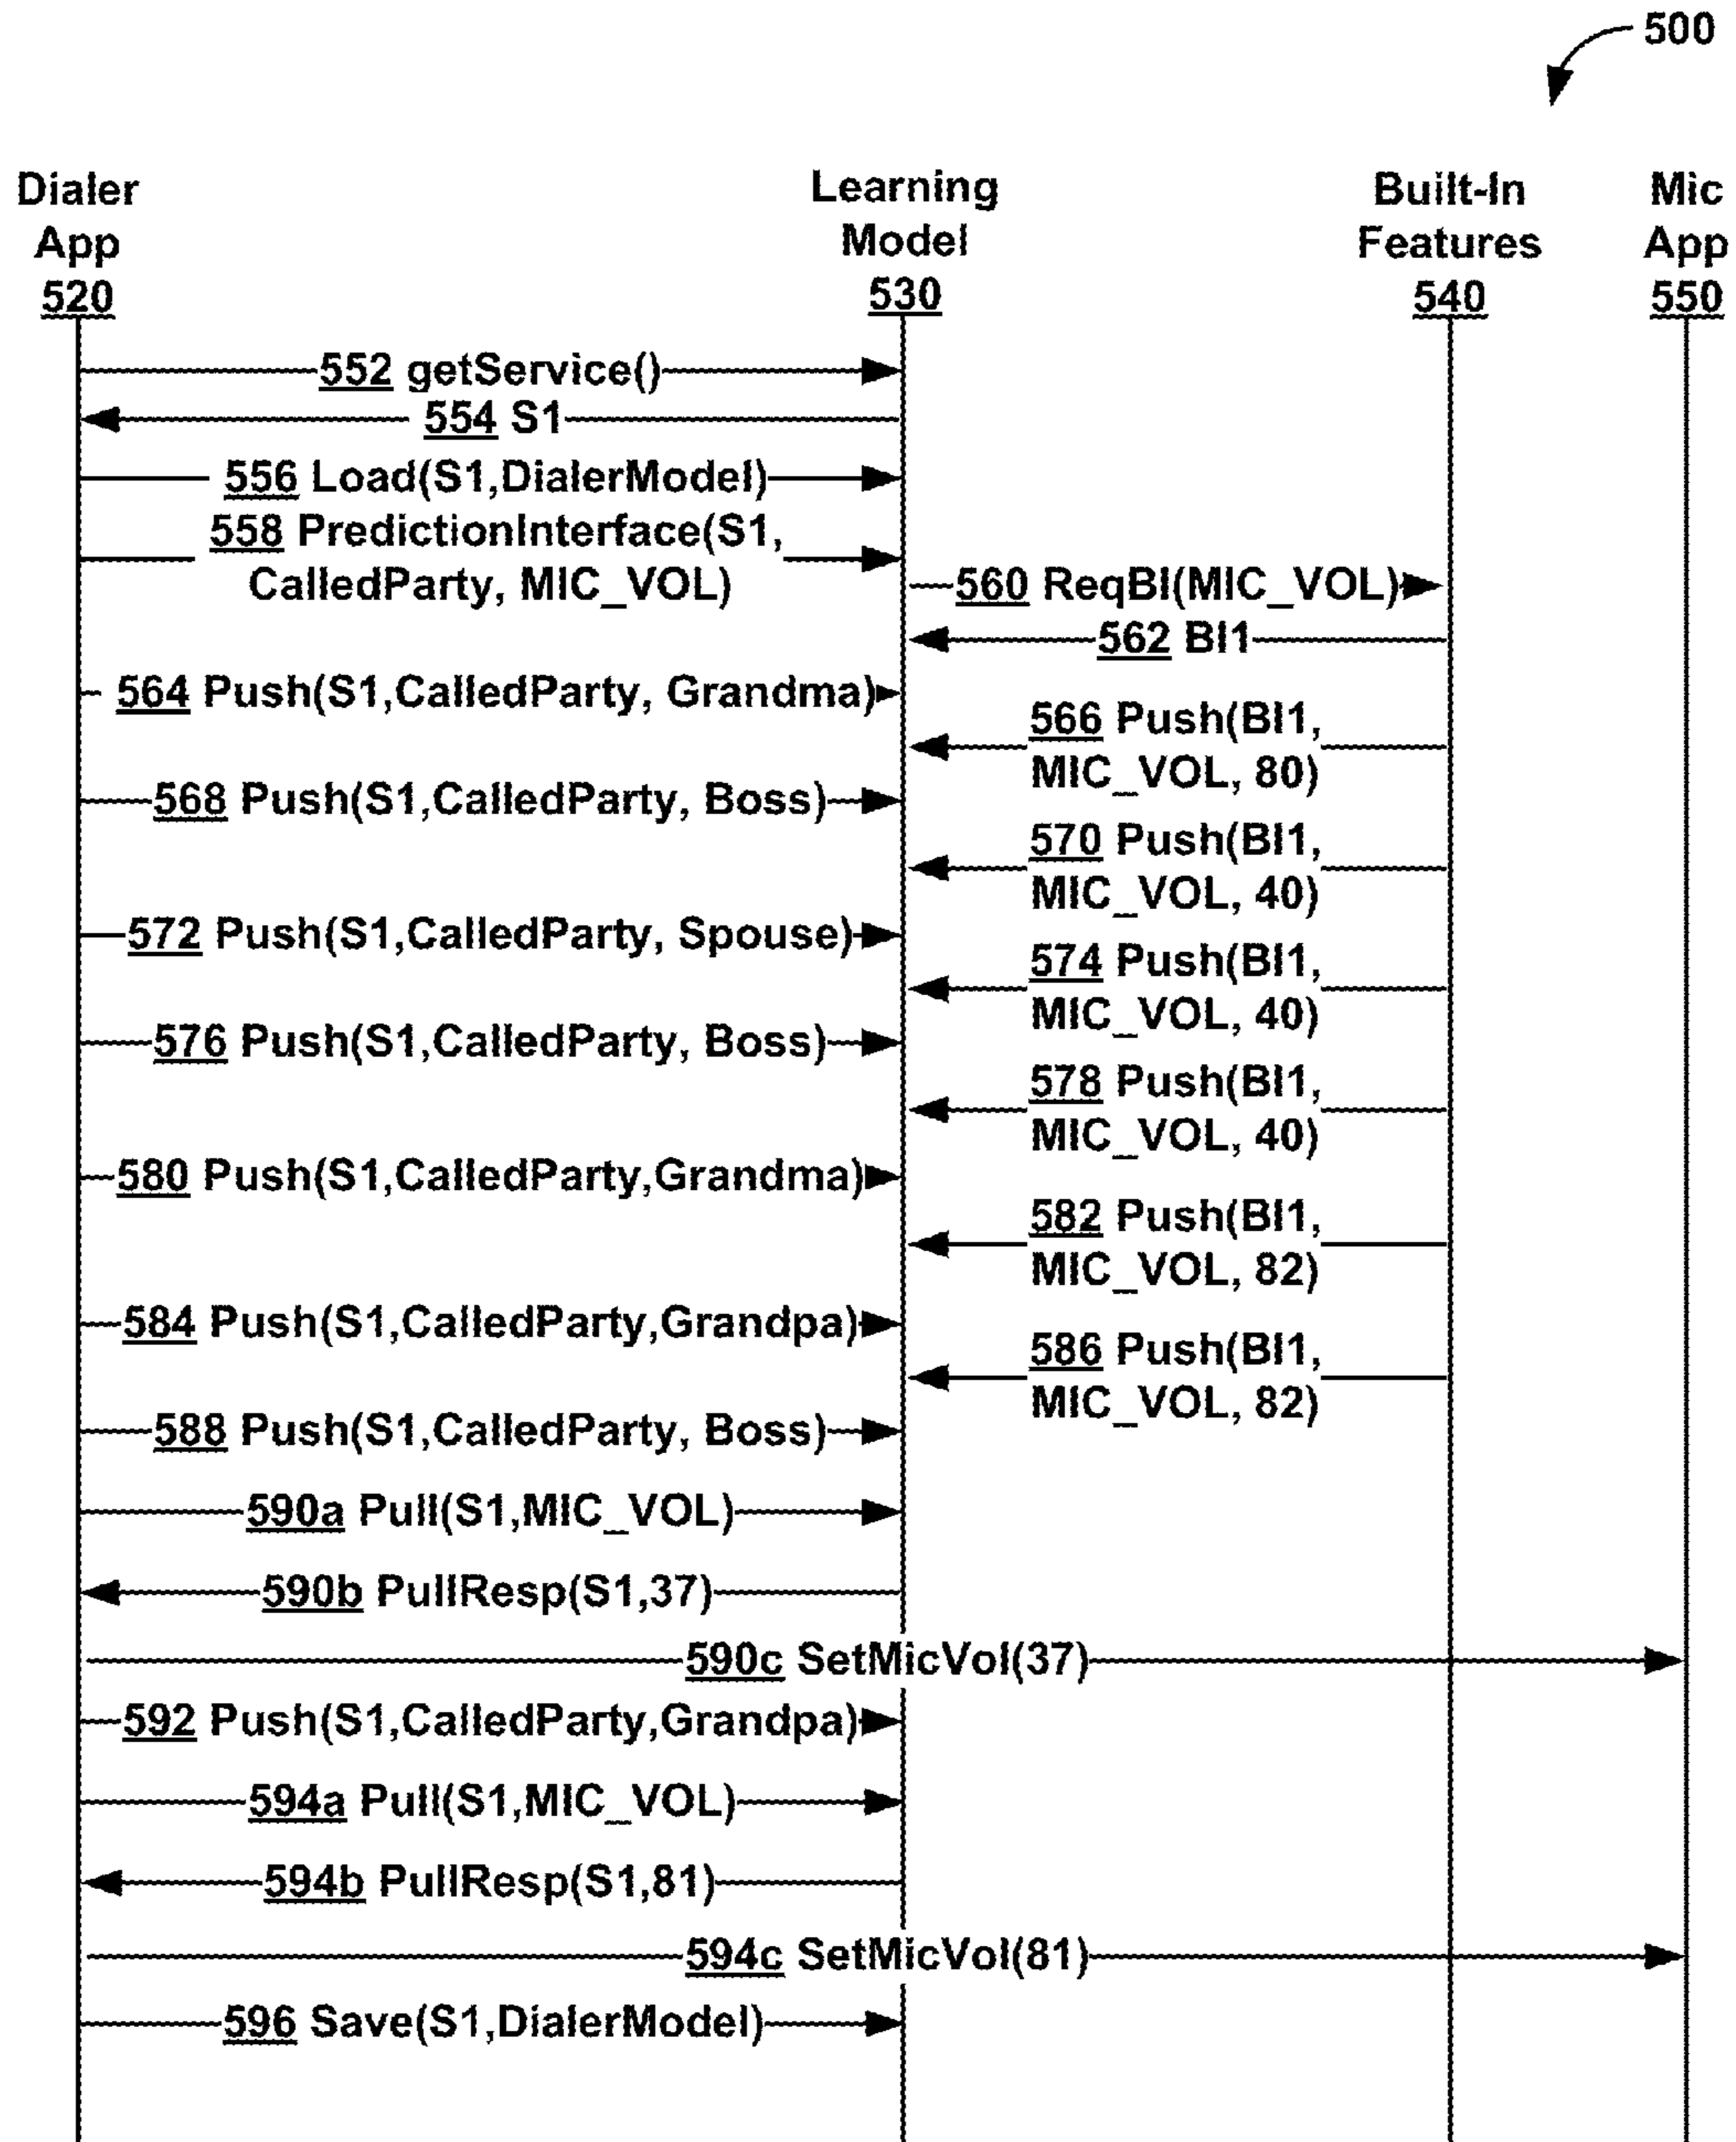 500
Dialer App 520
Learning Model 530
Built-In Features 540
Mic App 550
552 getService()
554 S1
556 Load(S1,DialerModel)
558 PredictionInterface(S1,
CalledParty, MIC_VOL)
560 ReqBI(MIC_VOL)
562 BI1
564 Push(S1,CalledParty, Grandma)
566 Push(BI1,
MIC_VOL, 80)
568 Push(S1,CalledParty, Boss)
570 Push(BI1,
MIC_VOL, 40)
572 Push(S1,CalledParty, Spouse)
574 Push(BI1,
MIC_VOL, 40)
576 Push(S1,CalledParty, Boss)
578 Push(BI1,
MIC_VOL, 40)
580 Push(S1,CalledParty,Grandma)
582 Push(BI1,
MIC_VOL, 82)
584 Push(S1,CalledParty,Grandpa)
586 Push(BI1,
MIC_VOL, 82)
588 Push(S1,CalledParty, Boss)
590a Pull(S1,MIC_VOL)
590b PullResp(S1,37)
590c SetMicVol(37)
592 Push(S1,CalledParty,Grandpa)
594a Pull(S1,MIC_VOL)
594b PullResp(S1,81)
594c SetMicVol(81)
596 Save(S1,DialerModel)